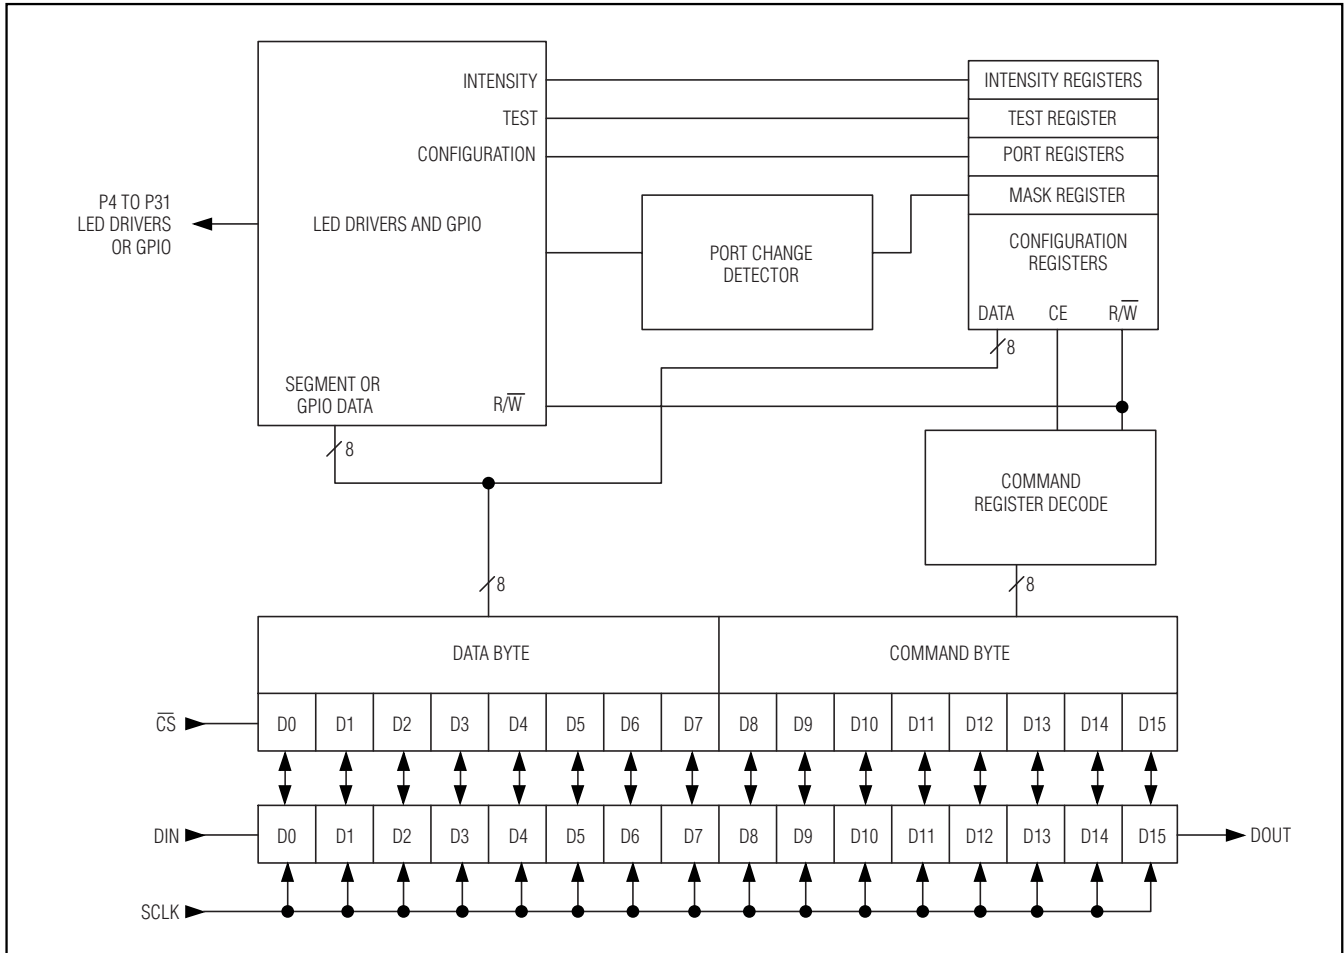 INTENSITY
TEST
CONFIGURATION
LED DRIVERS AND GPIO
SEGMENT OR
GPIO DATA
R/W̅
P4 TO P31
LED DRIVERS
OR GPIO
PORT CHANGE
DETECTOR
INTENSITY REGISTERS
TEST REGISTER
PORT REGISTERS
MASK REGISTER
CONFIGURATION
REGISTERS
DATA CE R/W̅
8
8
COMMAND
REGISTER DECODE
8
8
DATA BYTE COMMAND BYTE
C̅S̅ D0 D1 D2 D3 D4 D5 D6 D7 D8 D9 D10 D11 D12 D13 D14 D15
DIN D0 D1 D2 D3 D4 D5 D6 D7 D8 D9 D10 D11 D12 D13 D14 D15 DOUT
SCLK